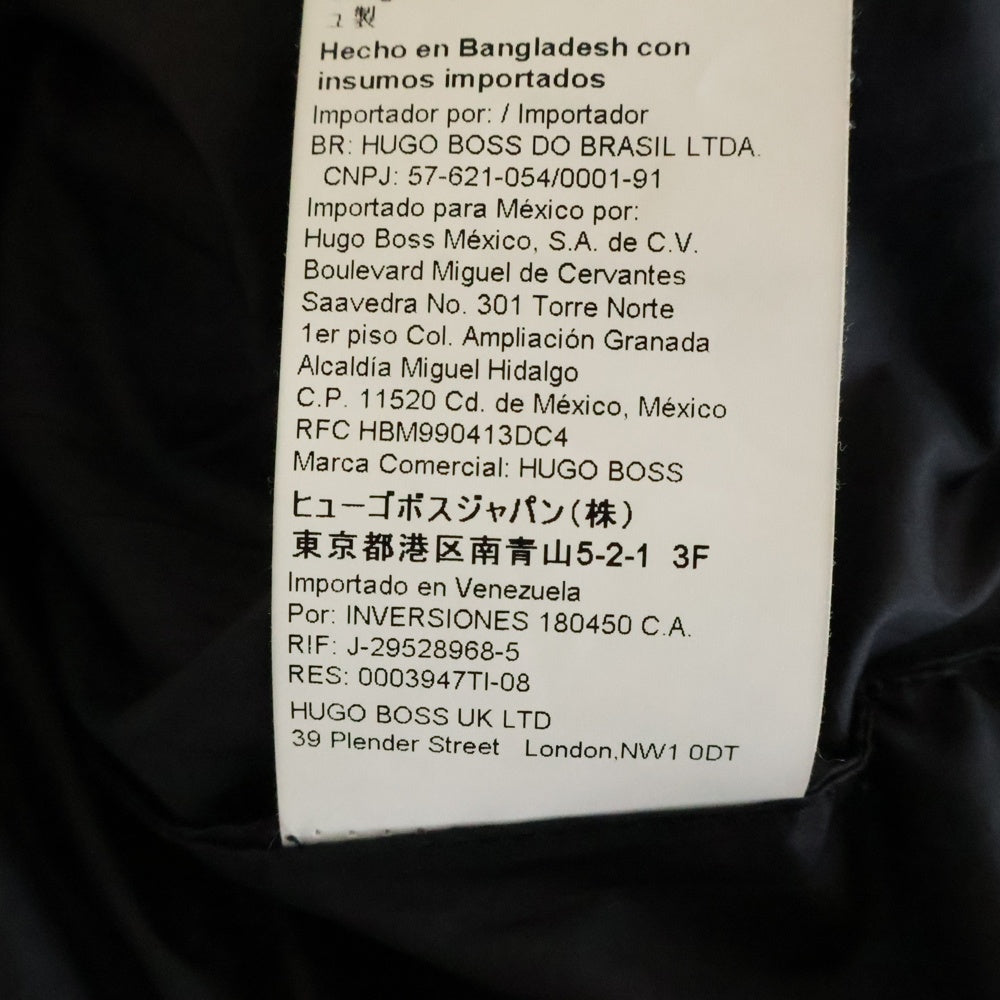 ュ製
Hecho en Bangladesh con
insumos importados
Importador por: / Importador
BR: HUGO BOSS DO BRASIL LTDA.
CNPJ: 57-621-054/0001-91
Importado para México por:
Hugo Boss México, S.A. de C.V.
Boulevard Miguel de Cervantes
Saavedra No. 301 Torre Norte
1er piso Col. Ampliación Granada
Alcaldía Miguel Hidalgo
C.P. 11520 Cd. de México, México
RFC HBM990413DC4
Marca Comercial: HUGO BOSS
ヒューゴボスジャパン(株)
東京都港区南青山5-2-1 3F
Importado en Venezuela
Por: INVERSIONES 180450 C.A.
RIF: J-29528968-5
RES: 0003947TI-08
HUGO BOSS UK LTD
39 Plender Street London,NW1 0DT